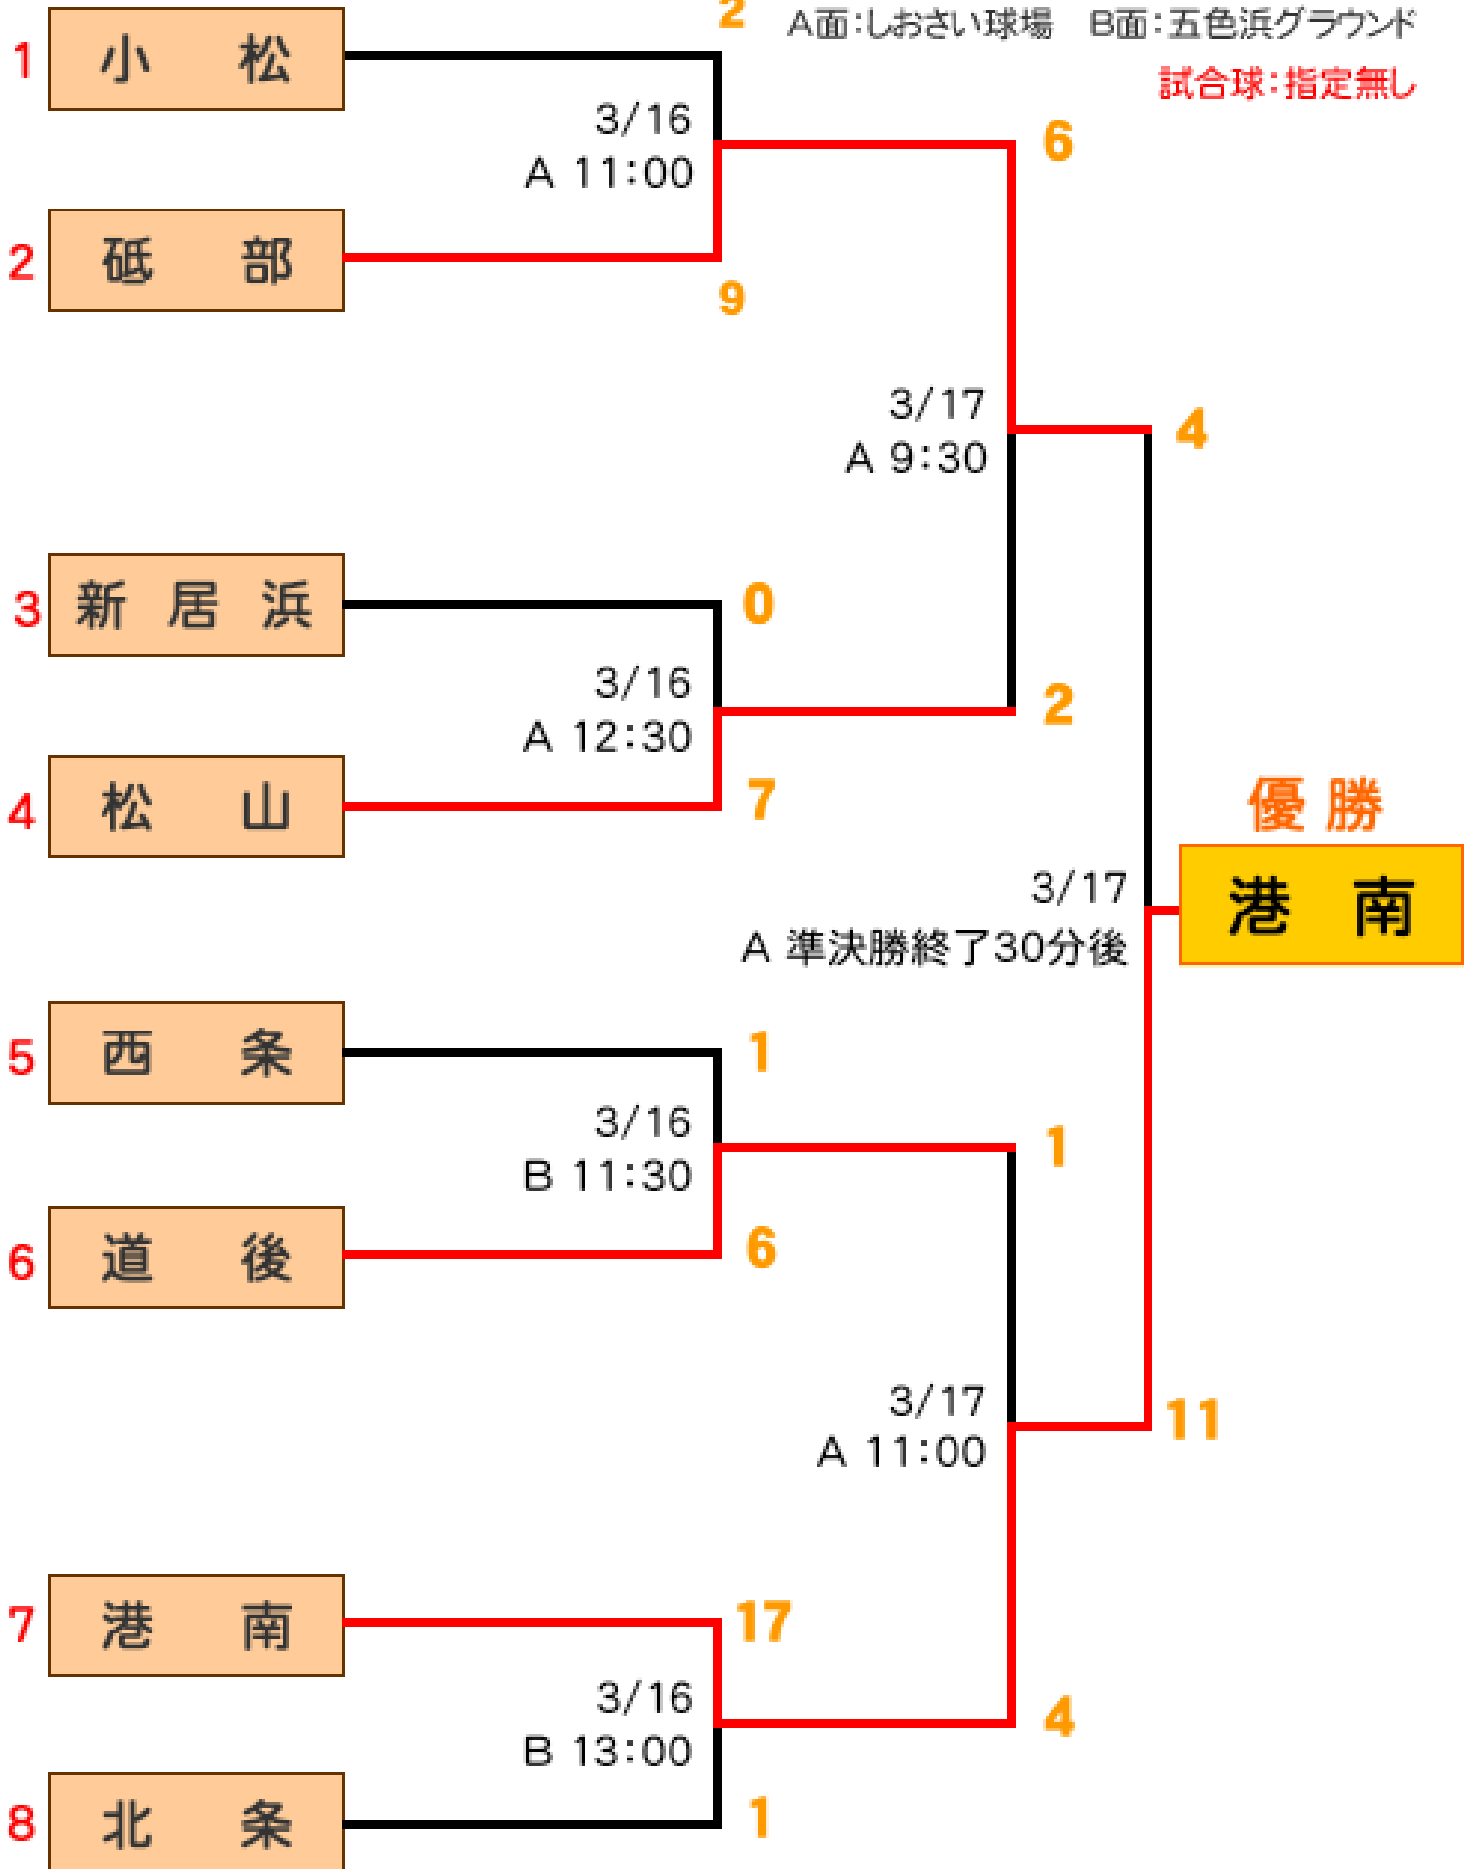 2
A面:しおさい球場 B面:五色浜グラウンド
試合球:指定無し
1 小 松
3/16
A 11:00
6
2 砥 部
9
3/17
A 9:30
4
3 新 居 浜
0
3/16
A 12:30
2
4 松 山
7
優 勝
港 南
3/17
A 準決勝終了30分後
5 西 条
1
3/16
B 11:30
1
6 道 後
6
3/17
A 11:00
11
7 港 南
17
3/16
B 13:00
4
8 北 条
1